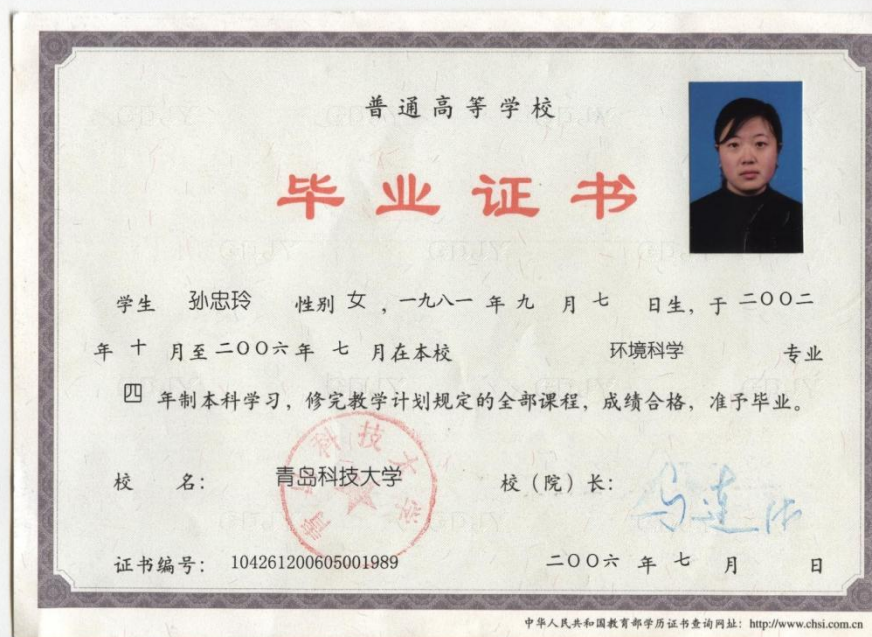 普通高等学校
毕业证书
学生 孙忠玲 性别 女 ，一九八一 年 九 月 七 日生，于 二〇〇二
年 十 月至 二〇〇六 年 七 月在本校 环境科学 专业
四 年制本科学习，修完教学计划规定的全部课程，成绩合格，准予毕业。
校 名： 青岛科技大学 校（院）长：
证书编号： 104261200605001989 二〇〇六 年 七 月 日
中华人民共和国教育部学历证书查询网址：http://www.chsi.com.cn